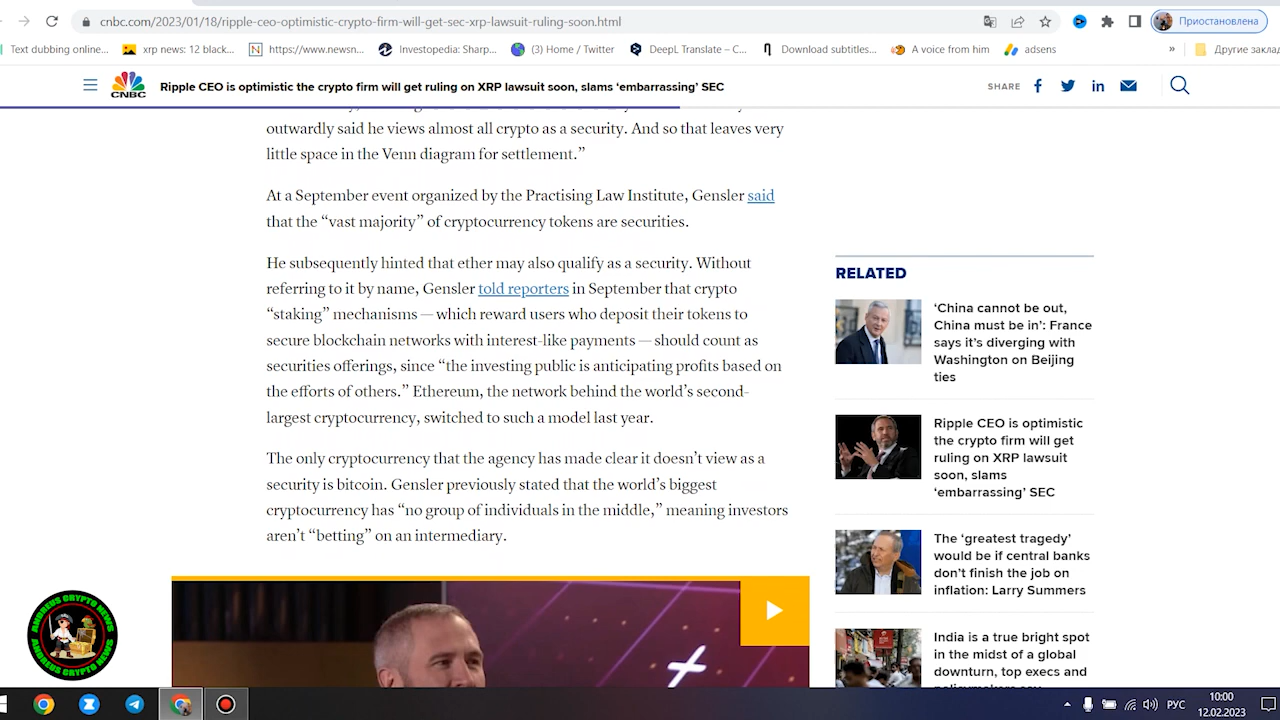 cnbc.com/2023/01/18/ripple-ceo-optimistic-crypto-firm-will-get-sec-xrp-lawsuit-ruling-soon.html
Приостановлена
Text dubbing online...
xrp news: 12 black...
https://www.newsn...
Investopedia: Sharp...
(3) Home / Twitter
DeepL Translate – C...
Download subtitles...
A voice from him
adsens
»
Другие заклад
CNBC
Ripple CEO is optimistic the crypto firm will get ruling on XRP lawsuit soon, slams ‘embarrassing’ SEC
SHARE
outwardly said he views almost all crypto as a security. And so that leaves very
little space in the Venn diagram for settlement.”
At a September event organized by the Practising Law Institute, Gensler said
that the “vast majority” of cryptocurrency tokens are securities.
He subsequently hinted that ether may also qualify as a security. Without
referring to it by name, Gensler told reporters in September that crypto
“staking” mechanisms — which reward users who deposit their tokens to
secure blockchain networks with interest-like payments — should count as
securities offerings, since “the investing public is anticipating profits based on
the efforts of others.” Ethereum, the network behind the world’s second-
largest cryptocurrency, switched to such a model last year.
The only cryptocurrency that the agency has made clear it doesn’t view as a
security is bitcoin. Gensler previously stated that the world’s biggest
cryptocurrency has “no group of individuals in the middle,” meaning investors
aren’t “betting” on an intermediary.
RELATED
‘China cannot be out,
China must be in’: France
says it’s diverging with
Washington on Beijing
ties
Ripple CEO is optimistic
the crypto firm will get
ruling on XRP lawsuit
soon, slams
‘embarrassing’ SEC
The ‘greatest tragedy’
would be if central banks
don’t finish the job on
inflation: Larry Summers
India is a true bright spot
in the midst of a global
downturn, top execs and
ANDREUS CRYPTO NEWS
ANDREUS CRYPTO NEWS
РУС
10:00
12.02.2023